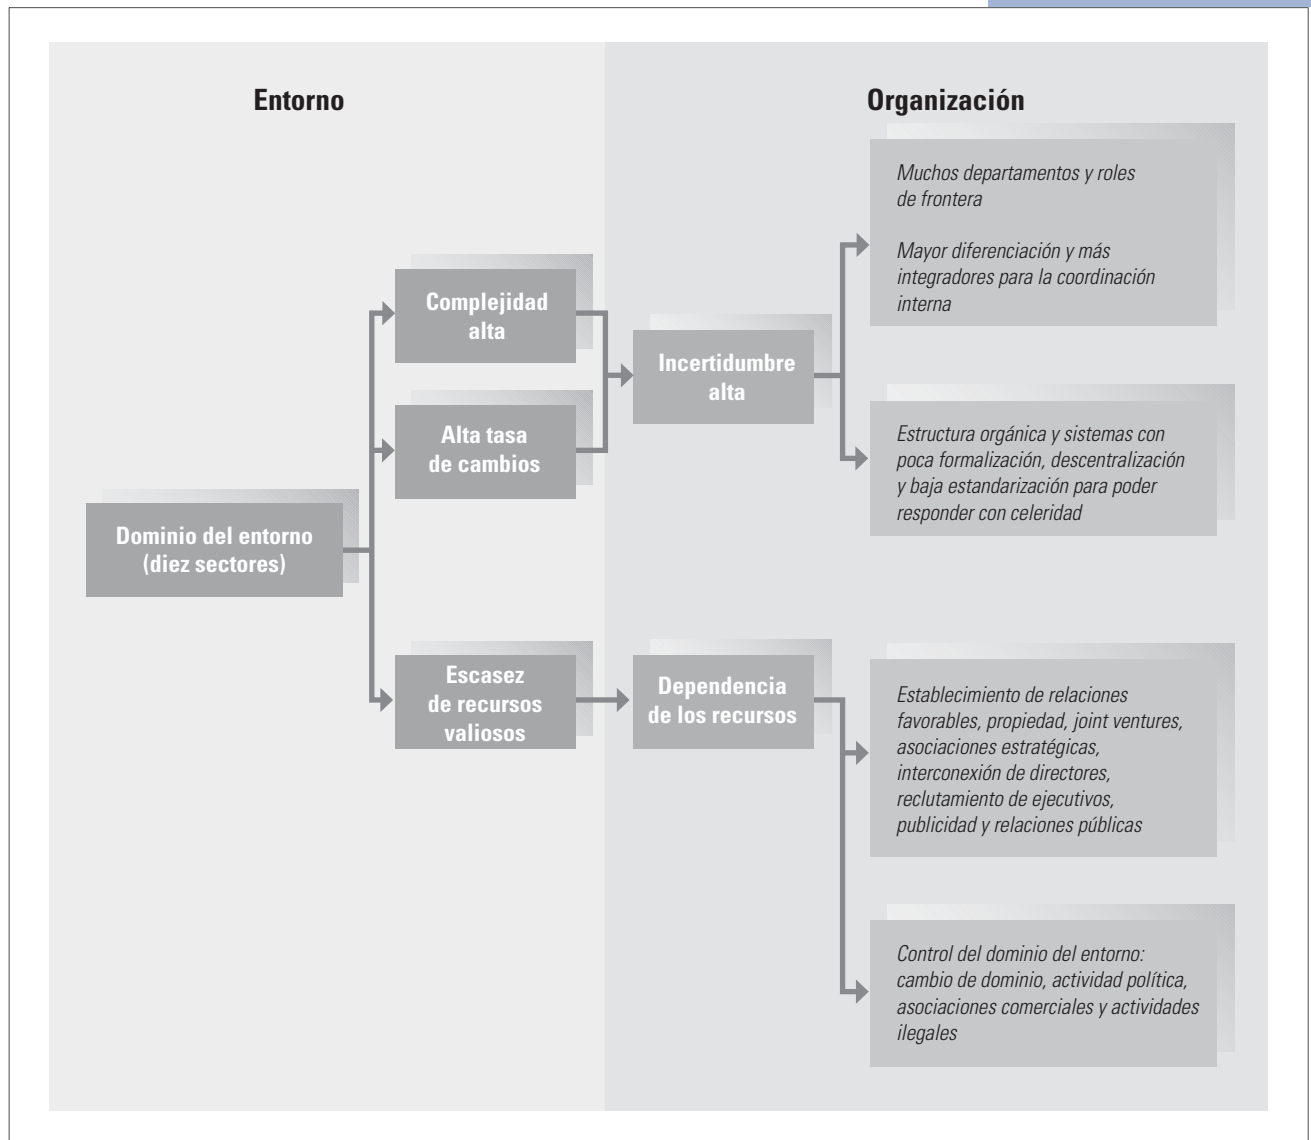 Entorno
Organización
Muchos departamentos y roles
de frontera
Mayor diferenciación y más
integradores para la coordinación
interna
Complejidad
alta
Incertidumbre
alta
Alta tasa
de cambios
Estructura orgánica y sistemas con
poca formalización, descentralización
y baja estandarización para poder
responder con celeridad
Dominio del entorno
(diez sectores)
Escasez
de recursos
valiosos
Dependencia
de los recursos
Establecimiento de relaciones
favorables, propiedad, joint ventures,
asociaciones estratégicas,
interconexión de directores,
reclutamiento de ejecutivos,
publicidad y relaciones públicas
Control del dominio del entorno:
cambio de dominio, actividad política,
asociaciones comerciales y actividades
ilegales